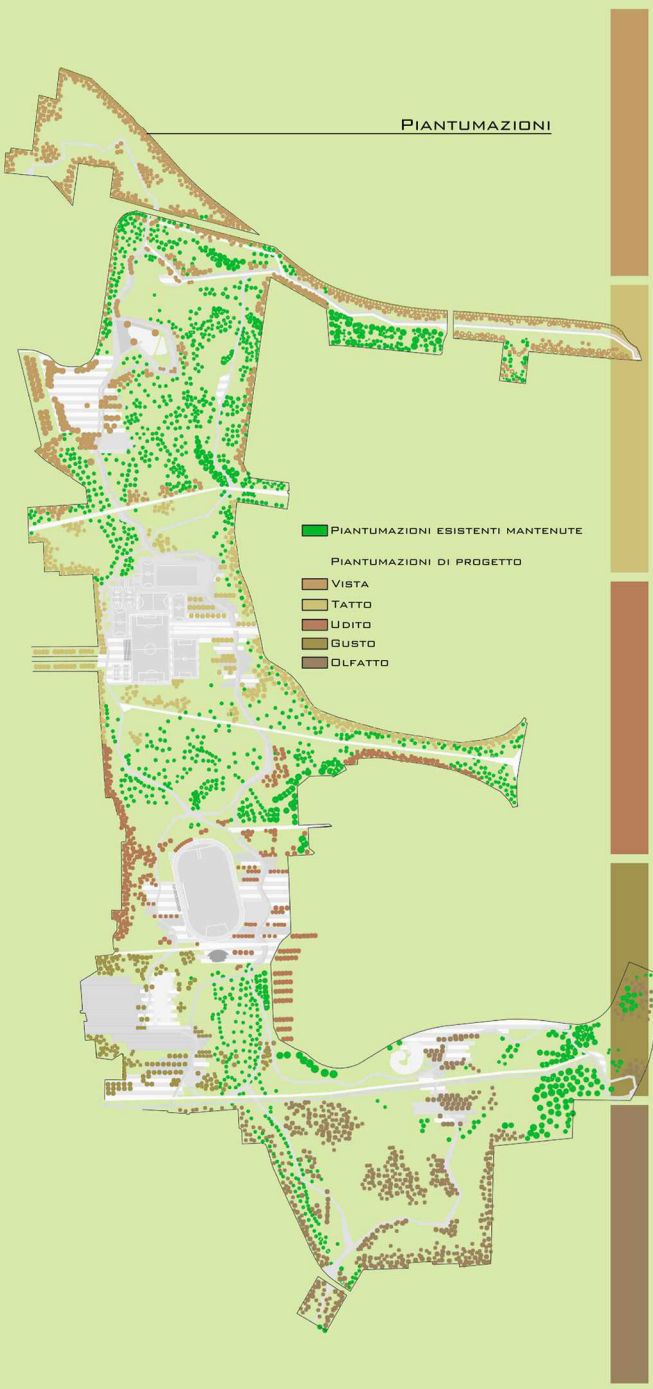 PIANTUMAZIONI
PIANTUMAZIONI ESISTENTI MANTENUTE
PIANTUMAZIONI DI PROGETTO
VISTA
TATTO
UDITO
GUSTO
OLFATTO